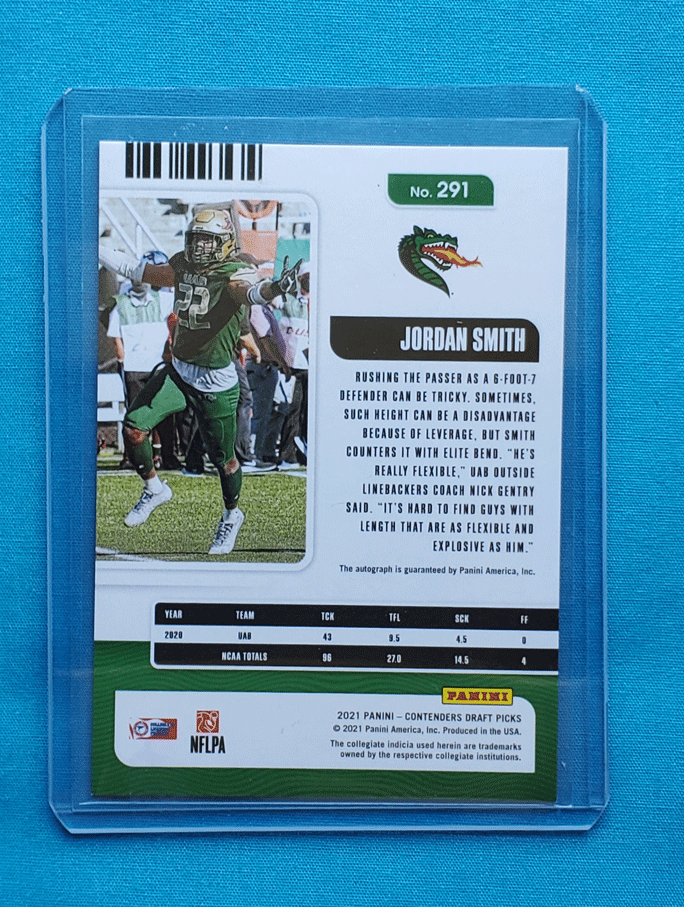 No. 291
22
JORDAN SMITH
RUSHING THE PASSER AS A 6-FOOT-7
DEFENDER CAN BE TRICKY. SOMETIMES,
SUCH HEIGHT CAN BE A DISADVANTAGE
BECAUSE OF LEVERAGE, BUT SMITH
COUNTERS IT WITH ELITE BEND. “HE’S
REALLY FLEXIBLE,” UAB OUTSIDE
LINEBACKERS COACH NICK GENTRY
SAID. “IT’S HARD TO FIND GUYS WITH
LENGTH THAT ARE AS FLEXIBLE AND
EXPLOSIVE AS HIM.”
The autograph is guaranteed by Panini America, Inc.
YEAR TEAM TCK TFL SCK FF
2020 UAB 43 9.5 4.5 0
NCAA TOTALS 96 27.0 14.5 4
PANINI
2021 PANINI – CONTENDERS DRAFT PICKS
© 2021 Panini America, Inc. Produced in the USA.
The collegiate indicia used herein are trademarks
owned by the respective collegiate institutions.
NFLPA